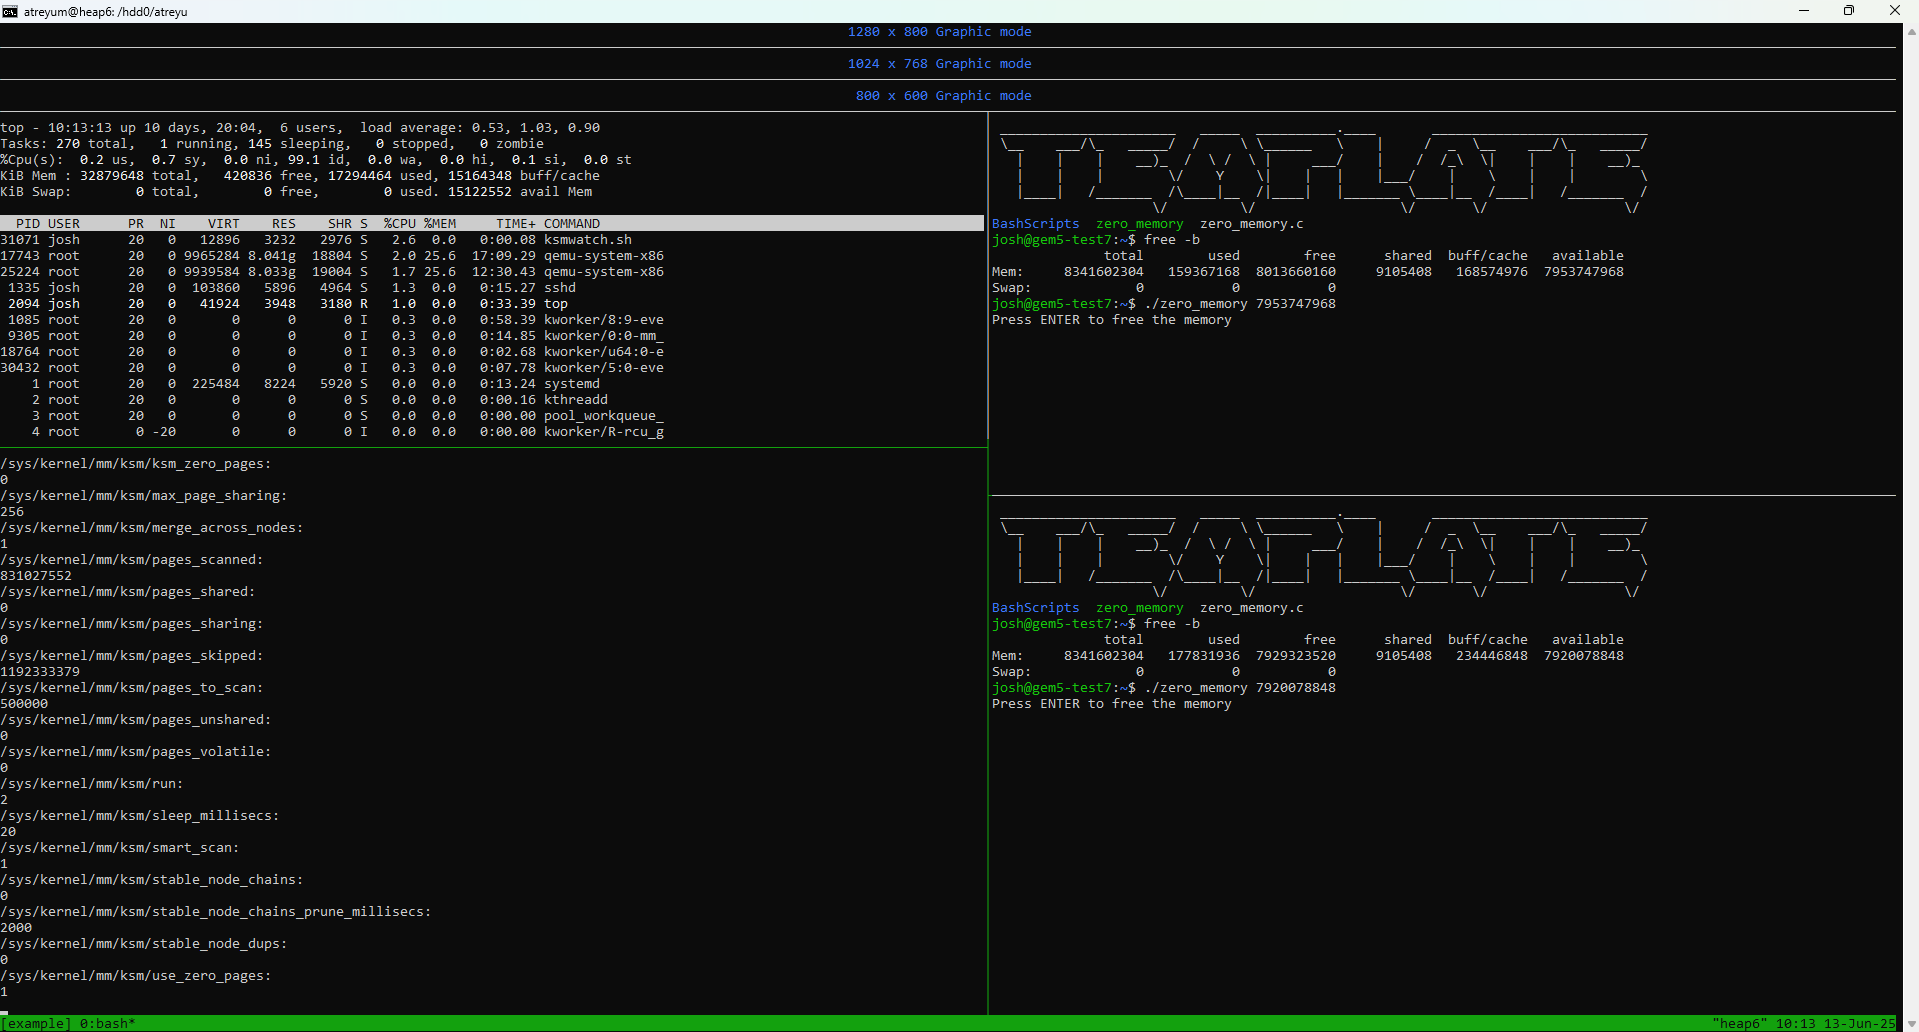 atreyum@heap6: /hdd0/atreyu
1280 x 800 Graphic mode
1024 x 768 Graphic mode
800 x 600 Graphic mode
top - 10:13:13 up 10 days, 20:04,  6 users,  load average: 0.53, 1.03, 0.90
Tasks: 270 total,   1 running, 145 sleeping,   0 stopped,   0 zombie
%Cpu(s):  0.2 us,  0.7 sy,  0.0 ni, 99.1 id,  0.0 wa,  0.0 hi,  0.1 si,  0.0 st
KiB Mem : 32879648 total,   420836 free, 17294464 used, 15164348 buff/cache
KiB Swap:        0 total,        0 free,        0 used. 15122552 avail Mem
PID USER      PR  NI    VIRT    RES    SHR S  %CPU %MEM     TIME+ COMMAND
31071 josh      20   0   12896   3232   2976 S   2.6  0.0   0:00.08 ksmwatch.sh
17743 root      20   0 9965284 8.041g  18804 S   2.0 25.6  17:09.29 qemu-system-x86
25224 root      20   0 9939584 8.033g  19004 S   1.7 25.6  12:30.43 qemu-system-x86
1335 josh      20   0  103860   5896   4964 S   1.3  0.0   0:15.27 sshd
2094 josh      20   0   41924   3948   3180 R   1.0  0.0   0:33.39 top
1085 root      20   0       0      0      0 I   0.3  0.0   0:58.39 kworker/8:9-eve
9305 root      20   0       0      0      0 I   0.3  0.0   0:14.85 kworker/0:0-mm_
18764 root      20   0       0      0      0 I   0.3  0.0   0:02.68 kworker/u64:0-e
30432 root      20   0       0      0      0 I   0.3  0.0   0:07.78 kworker/5:0-eve
1 root      20   0  225484   8224   5920 S   0.0  0.0   0:13.24 systemd
2 root      20   0       0      0      0 S   0.0  0.0   0:00.16 kthreadd
3 root      20   0       0      0      0 S   0.0  0.0   0:00.00 pool_workqueue_
4 root       0 -20       0      0      0 I   0.0  0.0   0:00.00 kworker/R-rcu_g
/sys/kernel/mm/ksm/ksm_zero_pages:
0
/sys/kernel/mm/ksm/max_page_sharing:
256
/sys/kernel/mm/ksm/merge_across_nodes:
1
/sys/kernel/mm/ksm/pages_scanned:
831027552
/sys/kernel/mm/ksm/pages_shared:
0
/sys/kernel/mm/ksm/pages_sharing:
0
/sys/kernel/mm/ksm/pages_skipped:
1192333379
/sys/kernel/mm/ksm/pages_to_scan:
500000
/sys/kernel/mm/ksm/pages_unshared:
0
/sys/kernel/mm/ksm/pages_volatile:
0
/sys/kernel/mm/ksm/run:
2
/sys/kernel/mm/ksm/sleep_millisecs:
20
/sys/kernel/mm/ksm/smart_scan:
1
/sys/kernel/mm/ksm/stable_node_chains:
0
/sys/kernel/mm/ksm/stable_node_chains_prune_millisecs:
2000
/sys/kernel/mm/ksm/stable_node_dups:
0
/sys/kernel/mm/ksm/use_zero_pages:
1
TEMPLATE
BashScripts  zero_memory  zero_memory.c
josh@gem5-test7:~$ free -b
total        used        free      shared  buff/cache   available
Mem:     8341602304   159367168  8013660160     9105408   168574976  7953747968
Swap:             0           0           0
josh@gem5-test7:~$ ./zero_memory 7953747968
Press ENTER to free the memory
TEMPLATE
BashScripts  zero_memory  zero_memory.c
josh@gem5-test7:~$ free -b
total        used        free      shared  buff/cache   available
Mem:     8341602304   177831936  7929323520     9105408   234446848  7920078848
Swap:             0           0           0
josh@gem5-test7:~$ ./zero_memory 7920078848
Press ENTER to free the memory
[example] 0:bash*
"heap6" 10:13 13-Jun-25